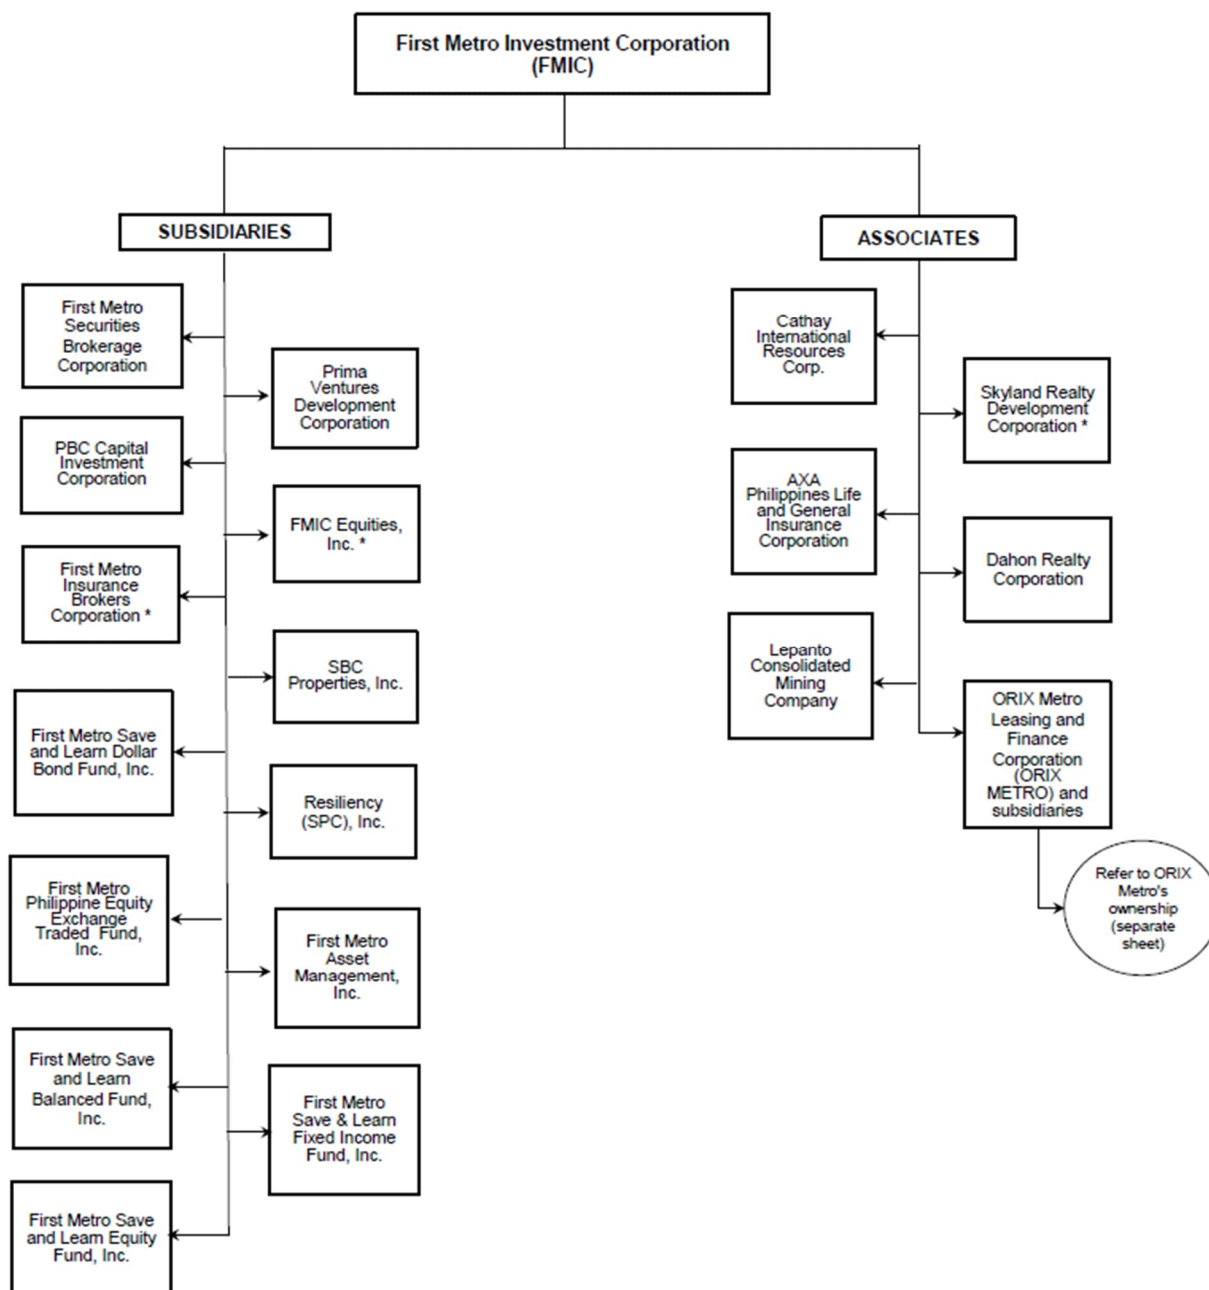 First Metro Investment Corporation
(FMIC)
SUBSIDIARIES
First Metro
Securities
Brokerage
Corporation
Prima
Ventures
Development
Corporation
PBC Capital
Investment
Corporation
FMIC Equities,
Inc. *
First Metro
Insurance
Brokers
Corporation *
SBC
Properties, Inc.
First Metro Save
and Learn Dollar
Bond Fund, Inc.
Resiliency
(SPC), Inc.
First Metro
Philippine Equity
Exchange
Traded Fund,
Inc.
First Metro
Asset
Management,
Inc.
First Metro Save
and Learn
Balanced Fund,
Inc.
First Metro
Save & Learn
Fixed Income
Fund, Inc.
First Metro Save
and Learn Equity
Fund, Inc.
ASSOCIATES
Cathay
International
Resources
Corp.
Skyland Realty
Development
Corporation *
AXA
Philippines Life
and General
Insurance
Corporation
Dahon Realty
Corporation
Lepanto
Consolidated
Mining
Company
ORIX Metro
Leasing and
Finance
Corporation
(ORIX
METRO) and
subsidiaries
Refer to ORIX
Metro's
ownership
(separate
sheet)